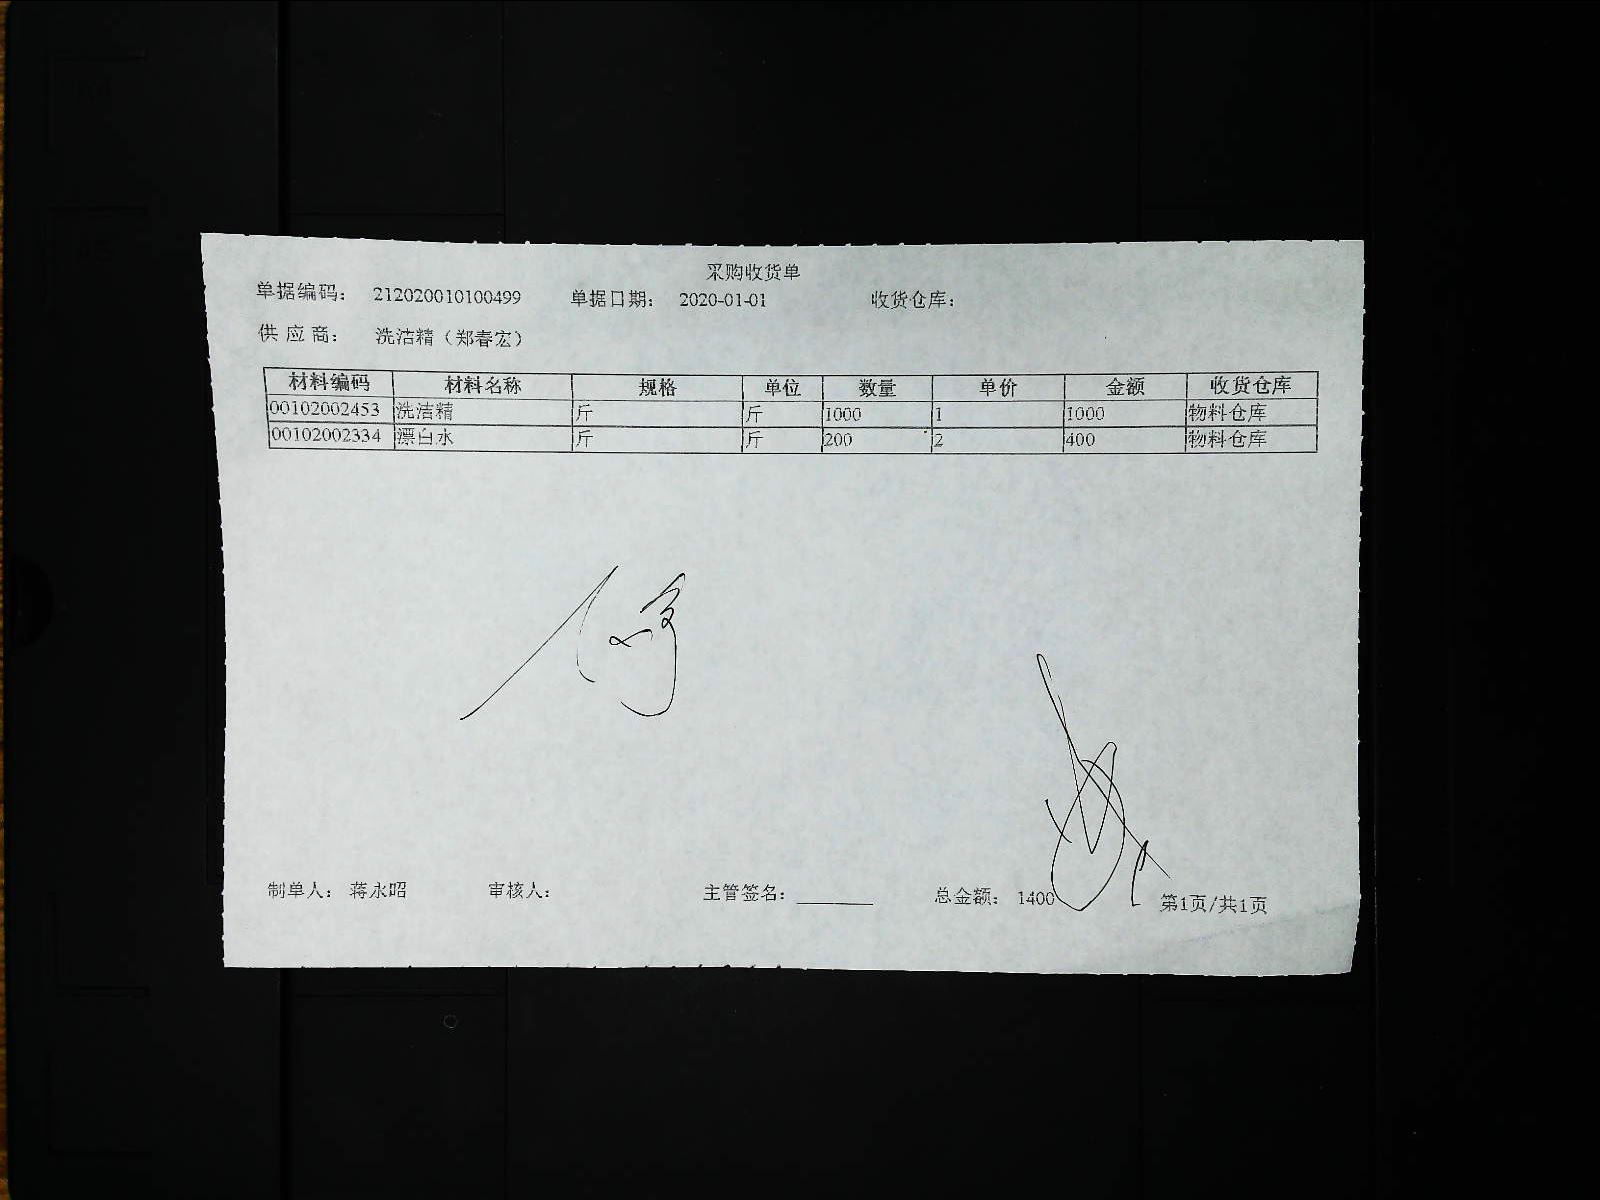 采购收货单
单据编码： 212020010100499 单据日期： 2020-01-01 收货仓库：
供 应 商： 洗洁精（郑春宏）
材料编码 材料名称 规格 单位 数量 单价 金额 收货仓库
00102002453 洗洁精 斤 斤 1000 1 1000 物料仓库
00102002334 漂白水 斤 斤 200 2 400 物料仓库
制单人： 蒋永昭 审核人： 主管签名： 总金额： 1400 第1页/共1页